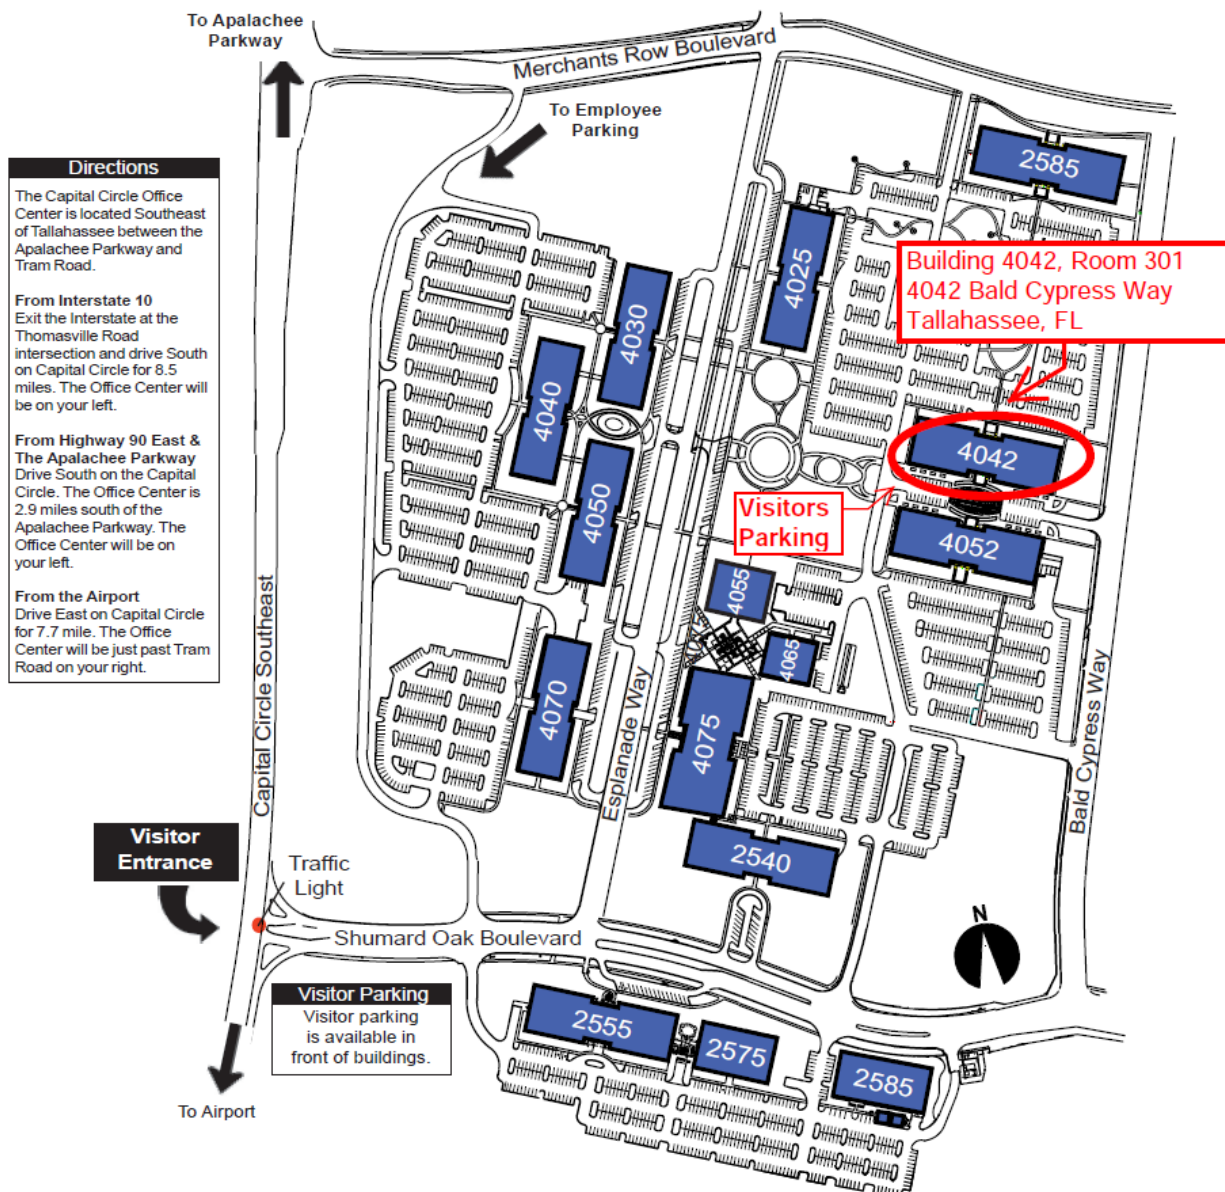 To Apalachee
Parkway
Merchants Row Boulevard
To Employee
Parking
Directions
The Capital Circle Office
Center is located Southeast
of Tallahassee between the
Apalachee Parkway and
Tram Road.
From Interstate 10
Exit the Interstate at the
Thomasville Road
intersection and drive South
on Capital Circle for 8.5
miles. The Office Center will
be on your left.
From Highway 90 East &
The Apalachee Parkway
Drive South on the Capital
Circle. The Office Center is
2.9 miles south of the
Apalachee Parkway. The
Office Center will be on
your left.
From the Airport
Drive East on Capital Circle
for 7.7 mile. The Office
Center will be just past Tram
Road on your right.
2585
4025
Building 4042, Room 301
4042 Bald Cypress Way
Tallahassee, FL
4030
4040
4042
4050
Visitors
Parking
4052
4055
4065
4070
4075
Capital Circle Southeast
Esplanade Way
Bald Cypress Way
Visitor
Entrance
Traffic
Light
2540
N
Shumard Oak Boulevard
Visitor Parking
Visitor parking
is available in
front of buildings.
2555
2575
2585
To Airport